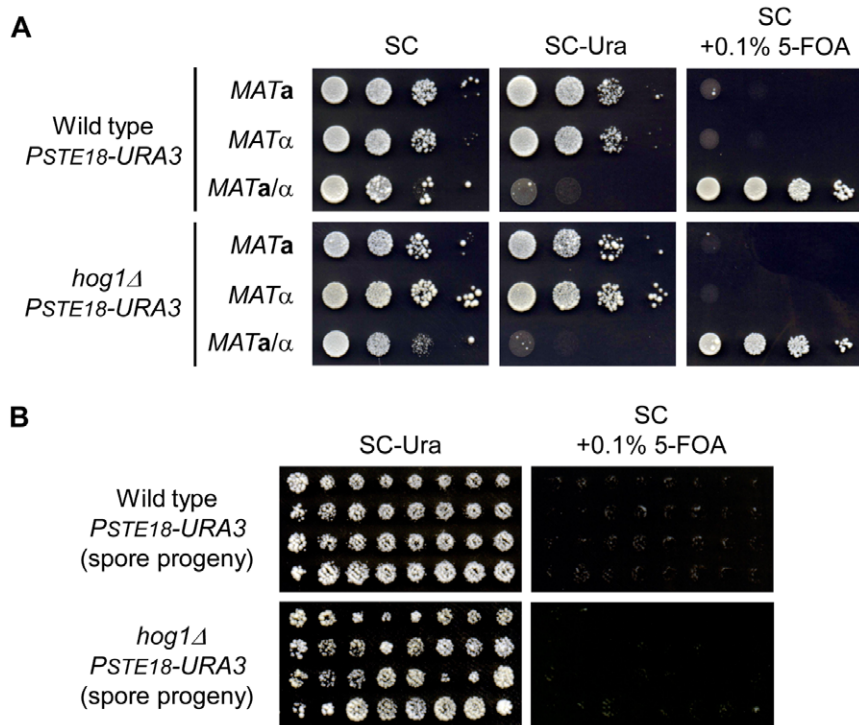 A
SC
SC-Ura
SC
+0.1% 5-FOA
Wild type
PSTE18-URA3
MATa
MATα
MATa/α
hog1Δ
PSTE18-URA3
MATa
MATα
MATa/α
B
SC-Ura
SC
+0.1% 5-FOA
Wild type
PSTE18-URA3
(spore progeny)
hog1Δ
PSTE18-URA3
(spore progeny)